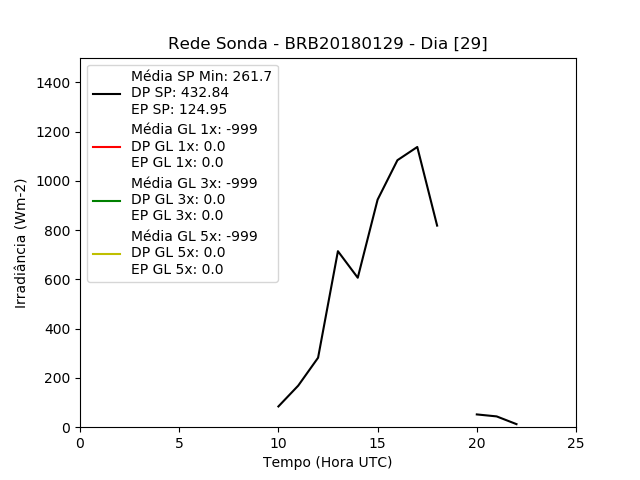 Rede Sonda - BRB20180129 - Dia [29]
Média SP Min: 261.7
DP SP: 432.84
EP SP: 124.95
Média GL 1x: -999
DP GL 1x: 0.0
EP GL 1x: 0.0
Média GL 3x: -999
DP GL 3x: 0.0
EP GL 3x: 0.0
Média GL 5x: -999
DP GL 5x: 0.0
EP GL 5x: 0.0
Irradiância (Wm-2)
1400
1200
1000
800
600
400
200
0
0 5 10 15 20 25
Tempo (Hora UTC)